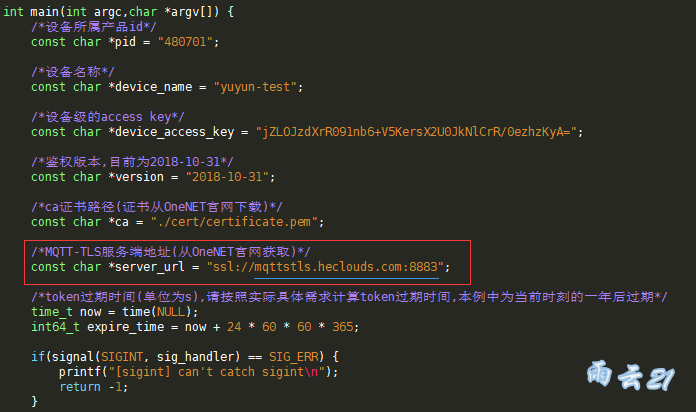 int main(int argc,char *argv[]) {
/*设备所属产品id*/
const char *pid = "480701";
/*设备名称*/
const char *device_name = "yuyun-test";
/*设备级的access key*/
const char *device_access_key = "jZLOJzdXrR091nb6+V5KersX2U0JkNlCrR/0ezhzKyA=";
/*鉴权版本,目前为2018-10-31*/
const char *version = "2018-10-31";
/*ca证书路径(证书从OneNET官网下载)*/
const char *ca = "./cert/certificate.pem";
/*MQTT-TLS服务端地址(从OneNET官网获取)*/
const char *server_url = "ssl://mqttstls.heclouds.com:8883";
/*token过期时间(单位为s),请按照实际具体需求计算token过期时间,本例中为当前时刻的一年后过期*/
time_t now = time(NULL);
int64_t expire_time = now + 24 * 60 * 60 * 365;
if(signal(SIGINT, sig_handler) == SIG_ERR) {
printf("[sigint] can't catch sigint\n");
return -1;
}
雨云21